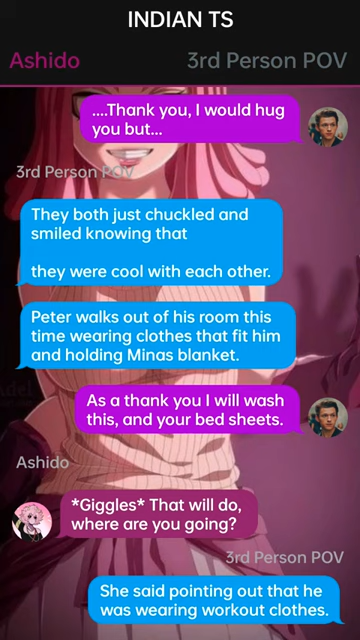 INDIAN TS
Ashido
3rd Person POV
....Thank you, I would hug
you but...
3rd Person POV
They both just chuckled and
smiled knowing that
they were cool with each other.
Peter walks out of his room this
time wearing clothes that fit him
and holding Minas blanket.
As a thank you I will wash
this, and your bed sheets.
Ashido
*Giggles* That will do,
where are you going?
3rd Person POV
She said pointing out that he
was wearing workout clothes.